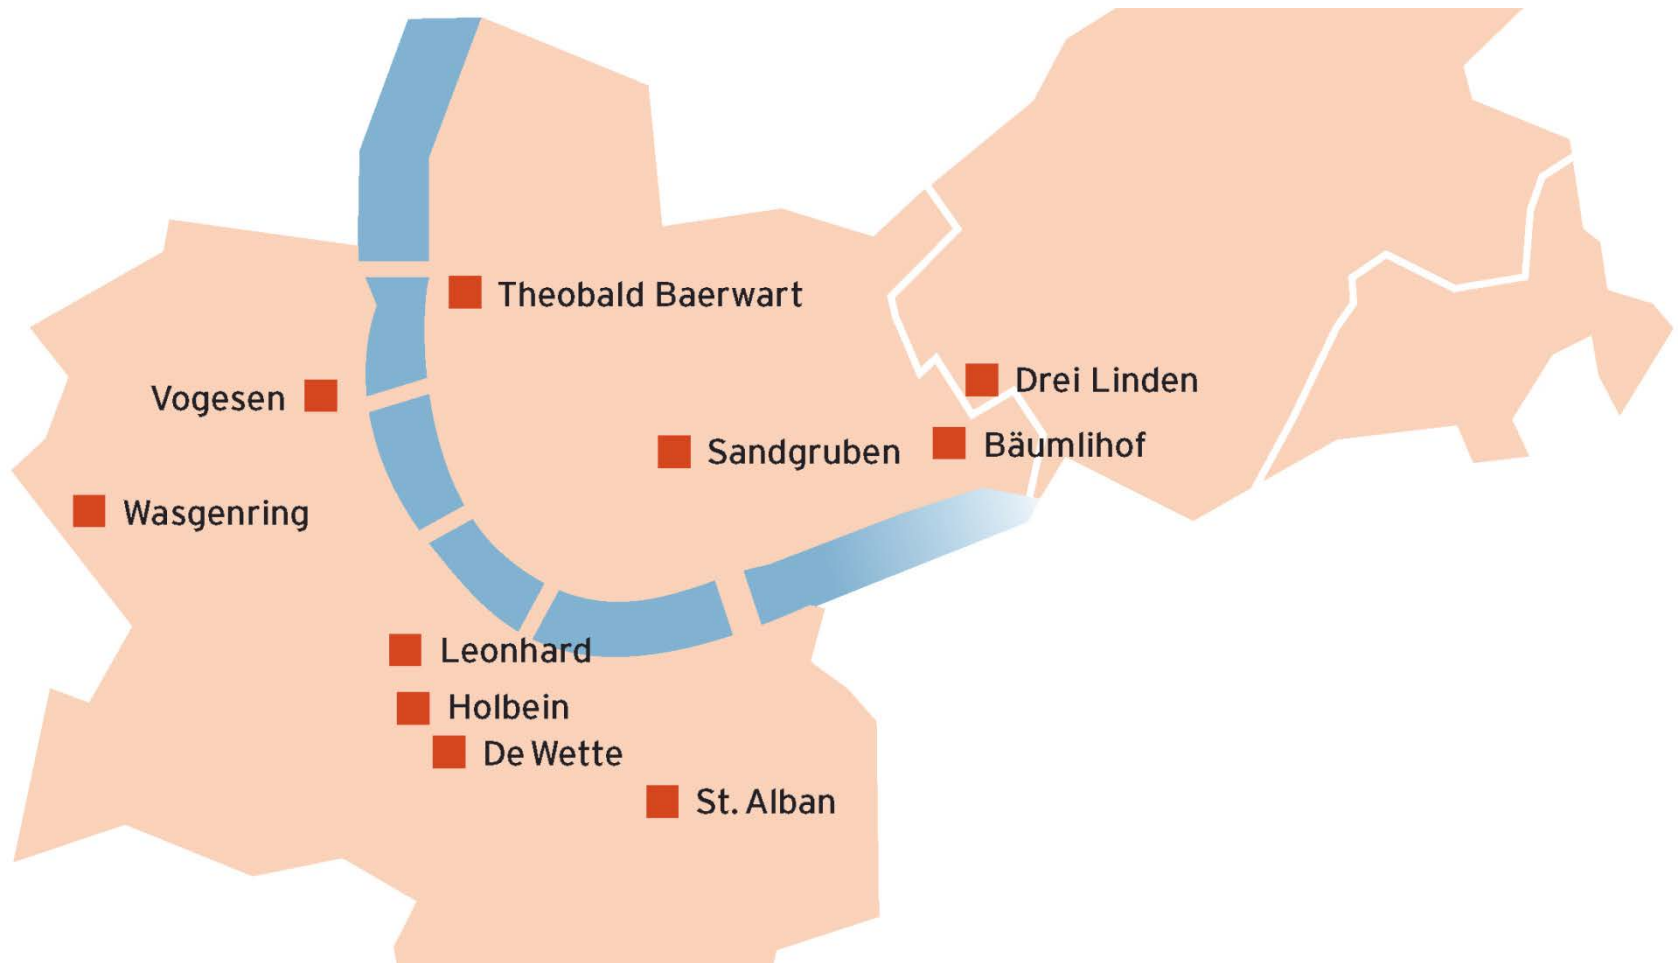 Theobald Baerwart
Drei Linden
Vogesen
Bäumlihof
Sandgruben
Wasgenring
Leonhard
Holbein
De Wette
St. Alban